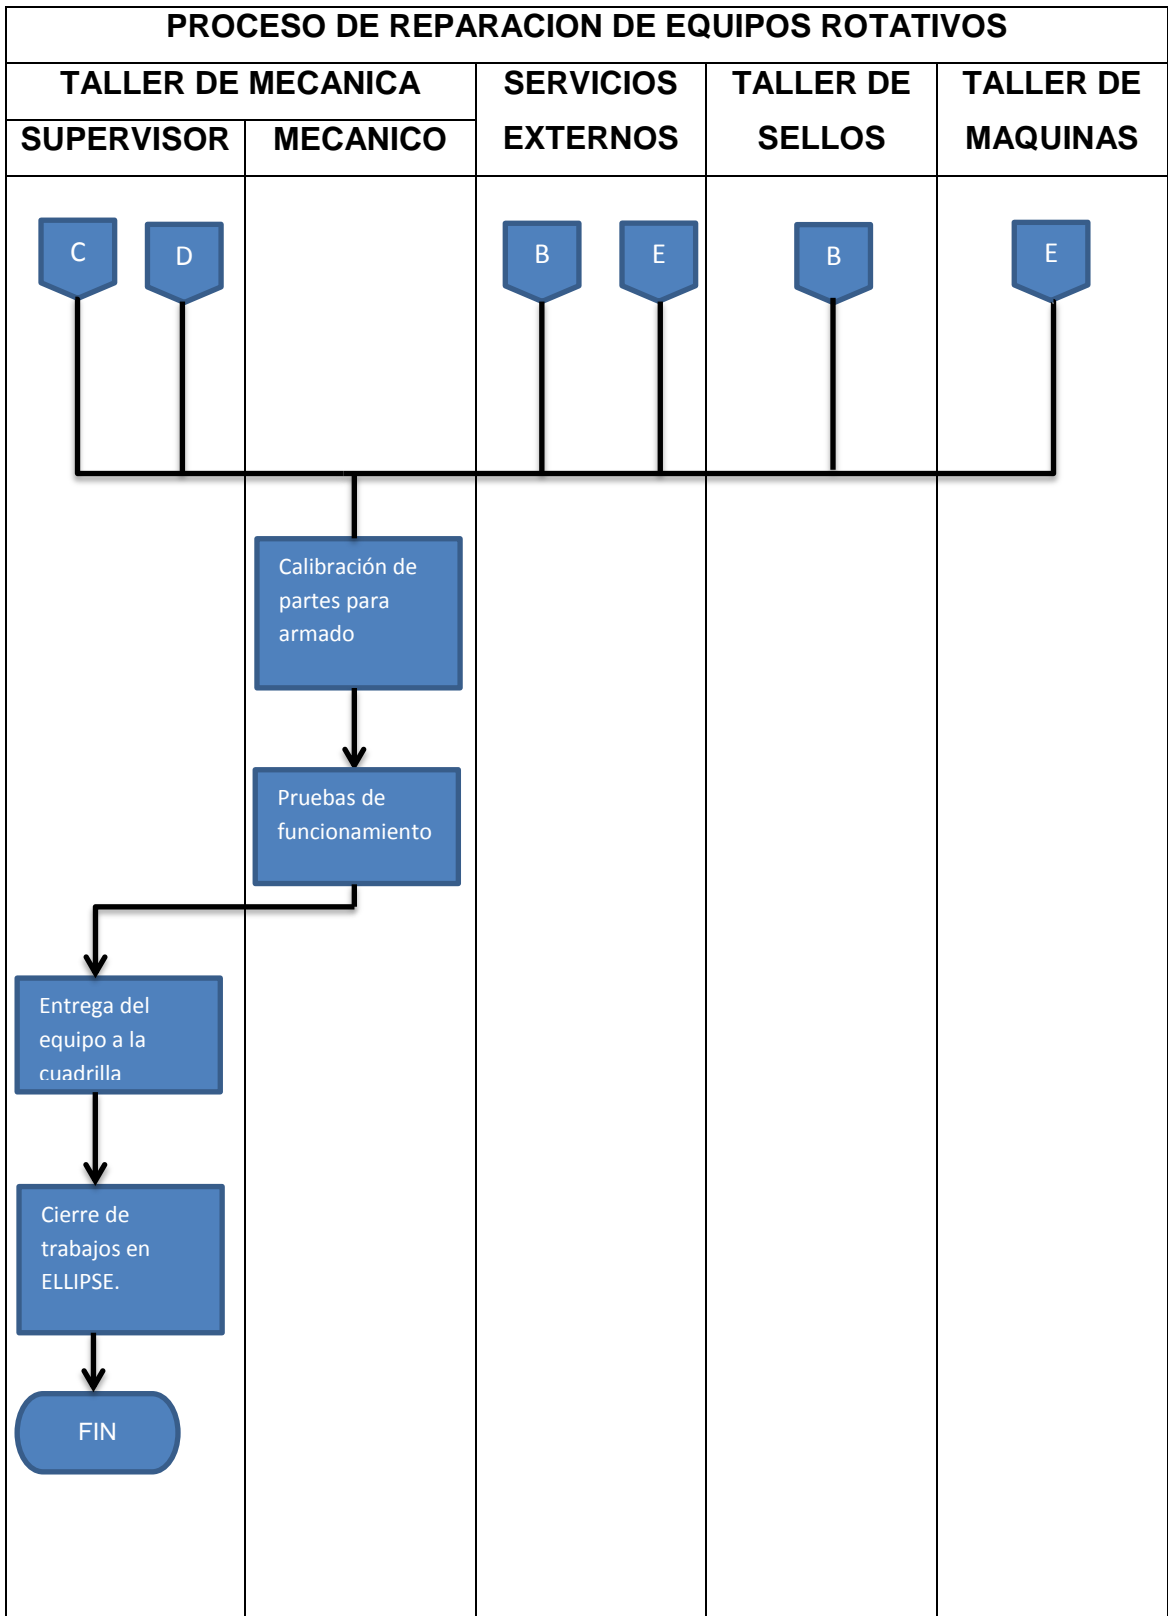 PROCESO DE REPARACION DE EQUIPOS ROTATIVOS
TALLER DE MECANICA
SERVICIOS
EXTERNOS
TALLER DE
SELLOS
TALLER DE
MAQUINAS
SUPERVISOR
MECANICO
C
D
B
E
B
E
Calibración de
partes para
armado
Pruebas de
funcionamiento
Entrega del
equipo a la
cuadrilla
Cierre de
trabajos en
ELLIPSE.
FIN